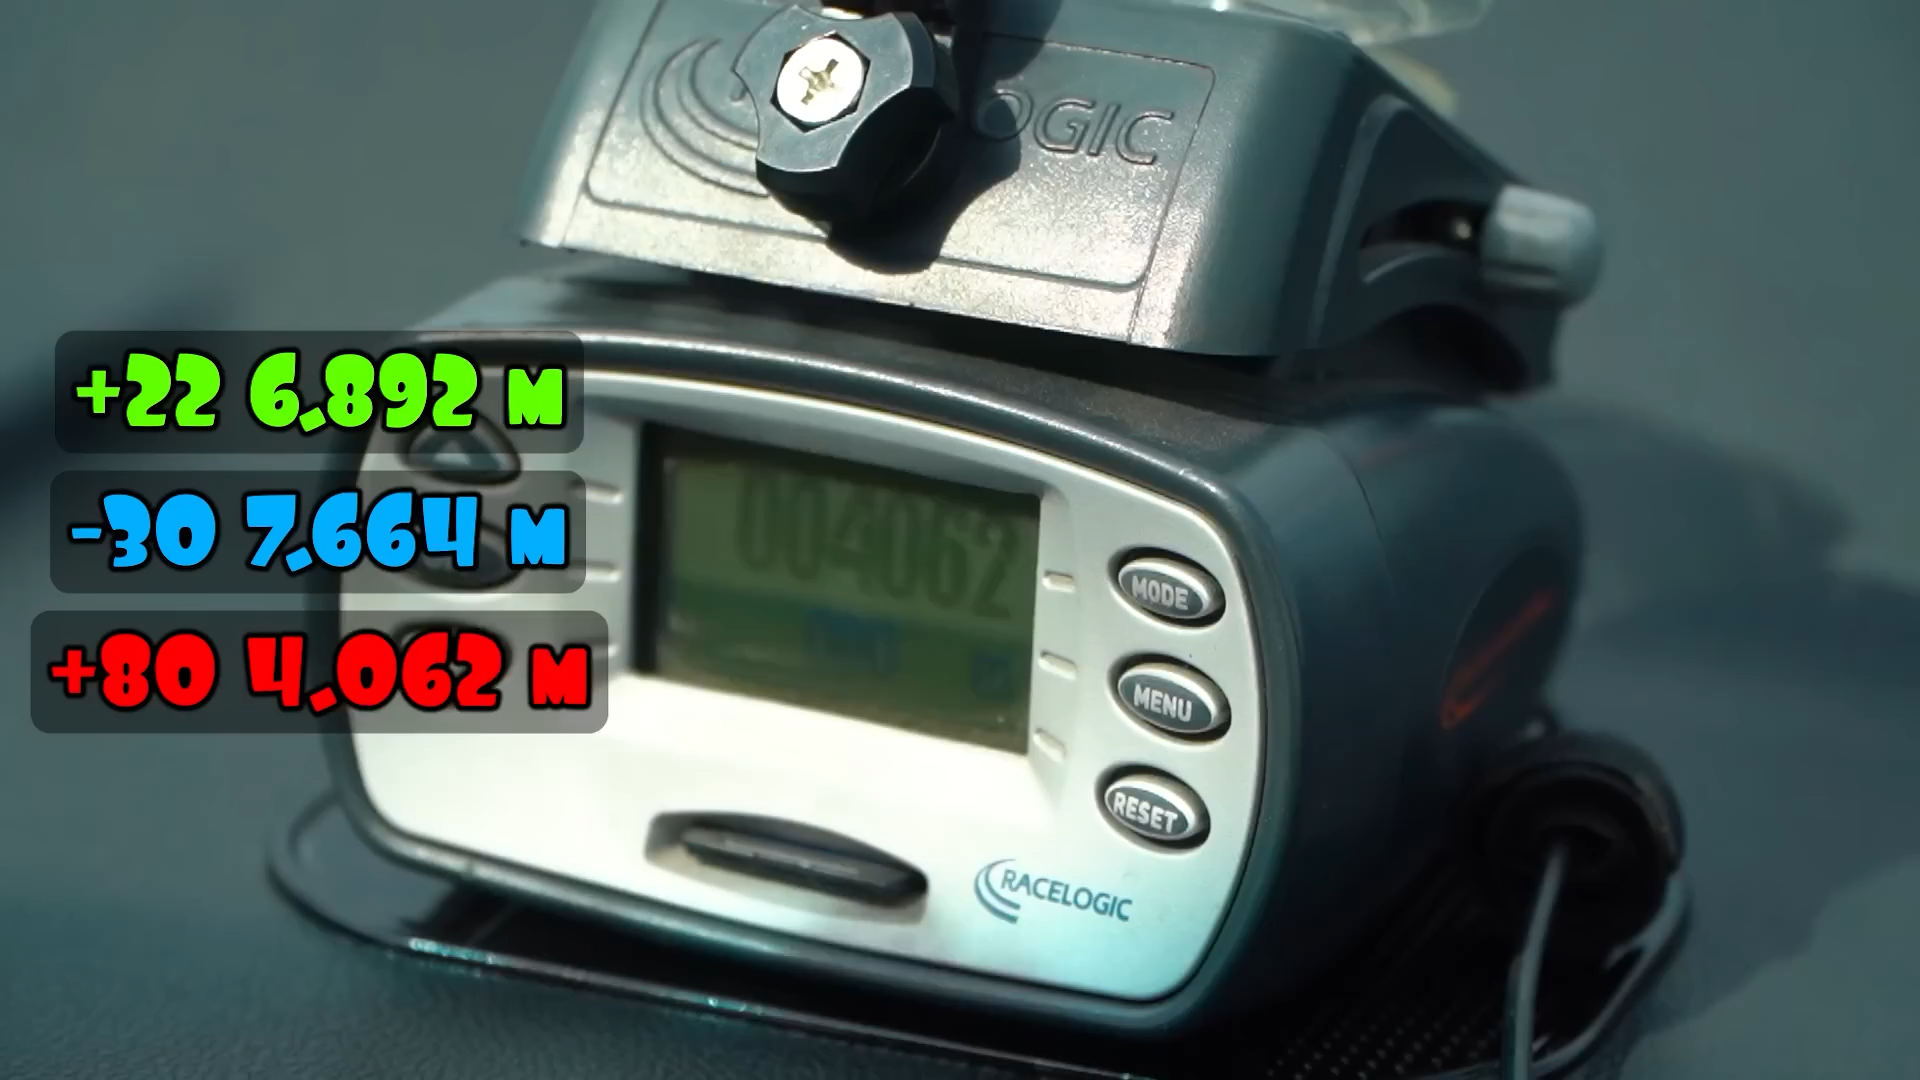 OGIC
+22 6,892 м
-30 7,664 м
+80 4,062 м
004062
MODE
MENU
RESET
RACELOGIC